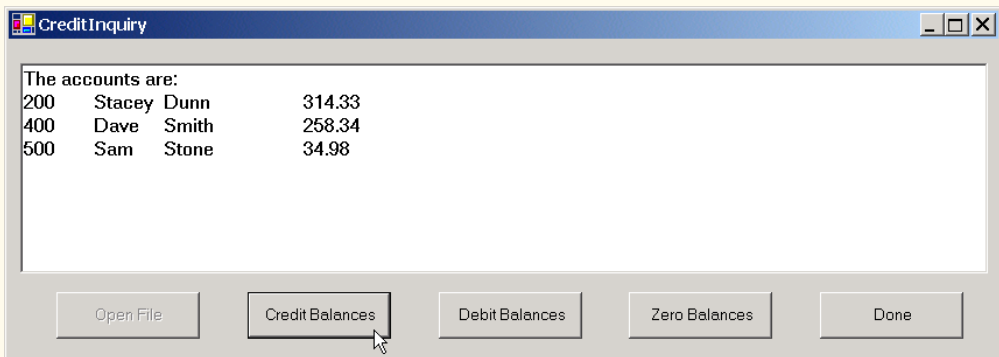 CreditInquiry
The accounts are:
200 Stacey Dunn 314.33
400 Dave Smith 258.34
500 Sam Stone 34.98
Open File Credit Balances Debit Balances Zero Balances Done